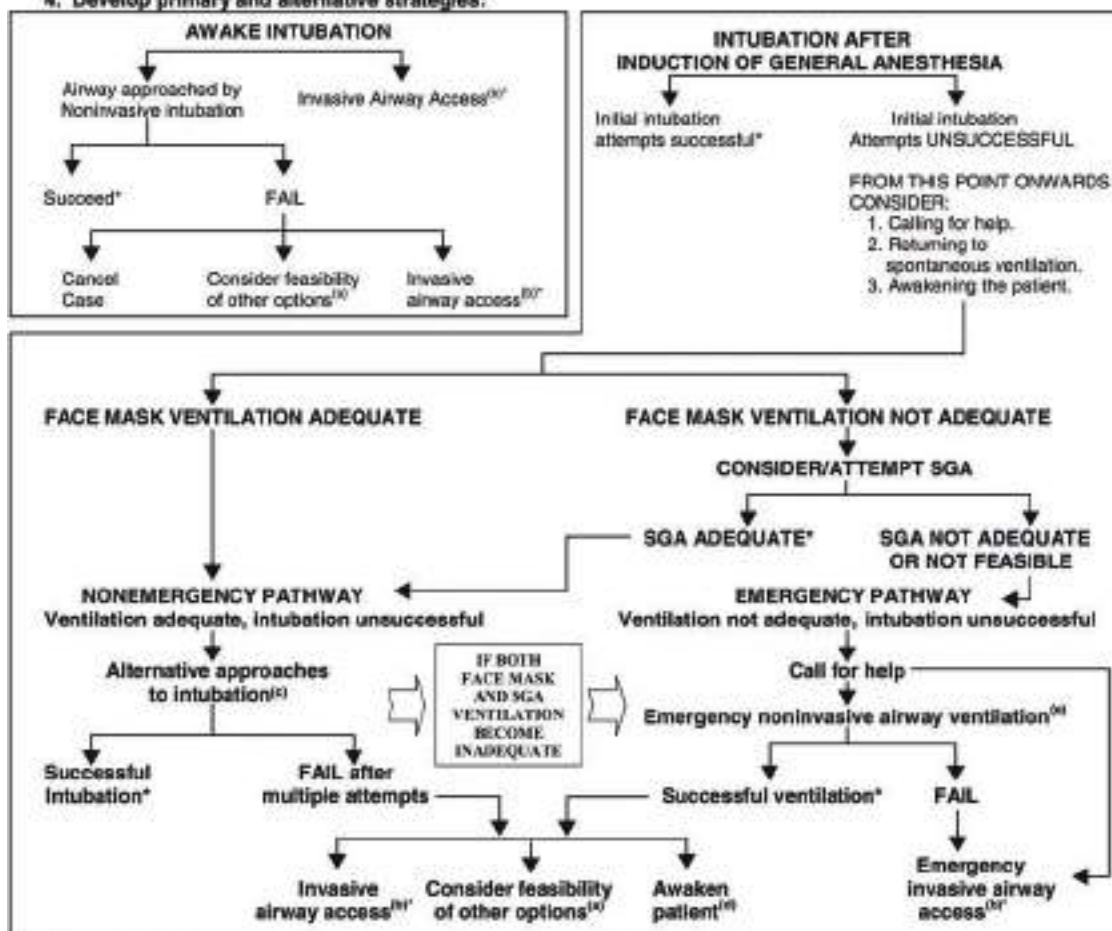 4. Develop primary and alternative strategies:
AWAKE INTUBATION
Airway approached by
Noninvasive intubation
Invasive Airway Access(b)*
Succeed*
FAIL
Cancel
Case
Consider feasibility
of other options(a)
Invasive
airway access(b)*
INTUBATION AFTER
INDUCTION OF GENERAL ANESTHESIA
Initial intubation
attempts successful*
Initial intubation
Attempts UNSUCCESSFUL
FROM THIS POINT ONWARDS
CONSIDER:
1. Calling for help.
2. Returning to
spontaneous ventilation.
3. Awakening the patient.
FACE MASK VENTILATION ADEQUATE
FACE MASK VENTILATION NOT ADEQUATE
CONSIDER/ATTEMPT SGA
SGA ADEQUATE*
SGA NOT ADEQUATE
OR NOT FEASIBLE
NONEMERGENCY PATHWAY
Ventilation adequate, intubation unsuccessful
EMERGENCY PATHWAY
Ventilation not adequate, intubation unsuccessful
Alternative approaches
to intubation(c)
IF BOTH
FACE MASK
AND SGA
VENTILATION
BECOME
INADEQUATE
Call for help
Emergency noninvasive airway ventilation(e)
Successful
Intubation*
FAIL after
multiple attempts
Successful ventilation*
FAIL
Invasive
airway access(b)*
Consider feasibility
of other options(a)
Awaken
patient(d)
Emergency
invasive airway
access(b)*